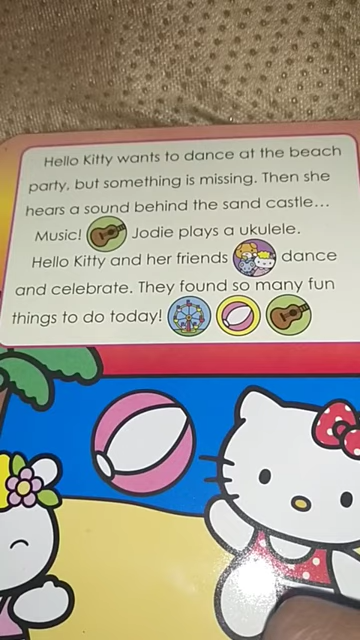 Hello Kitty wants to dance at the beach
party, but something is missing. Then she
hears a sound behind the sand castle...
Music! Jodie plays a ukulele.
Hello Kitty and her friends dance
and celebrate. They found so many fun
things to do today!